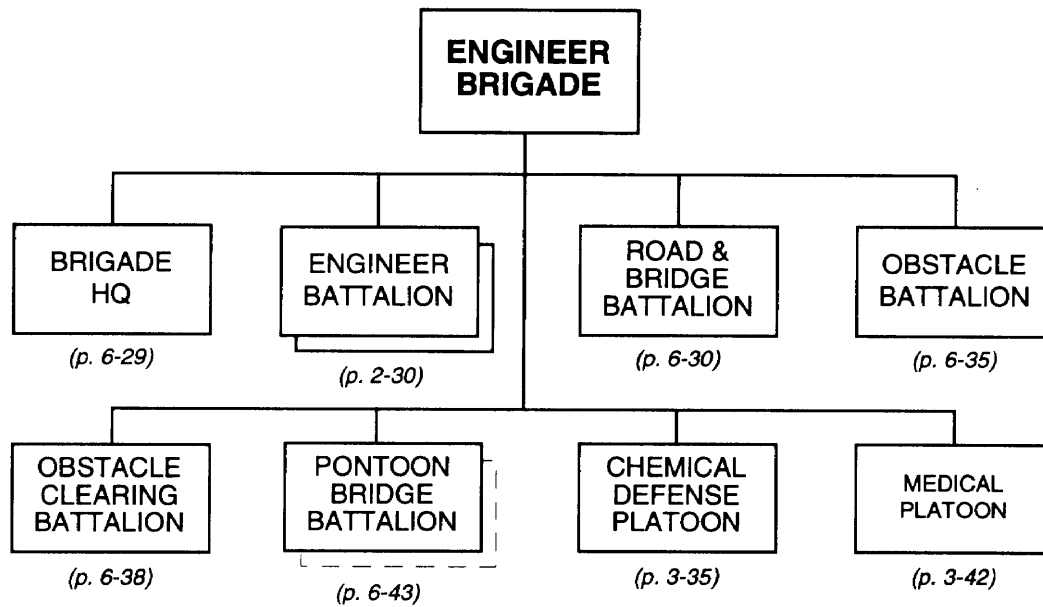 ENGINEER
BRIGADE
BRIGADE
HQ
(p. 6-29)
ENGINEER
BATTALION
(p. 2-30)
ROAD &
BRIDGE
BATTALION
(p. 6-30)
OBSTACLE
BATTALION
(p. 6-35)
OBSTACLE
CLEARING
BATTALION
(p. 6-38)
PONTOON
BRIDGE
BATTALION
(p. 6-43)
CHEMICAL
DEFENSE
PLATOON
(p. 3-35)
MEDICAL
PLATOON
(p. 3-42)